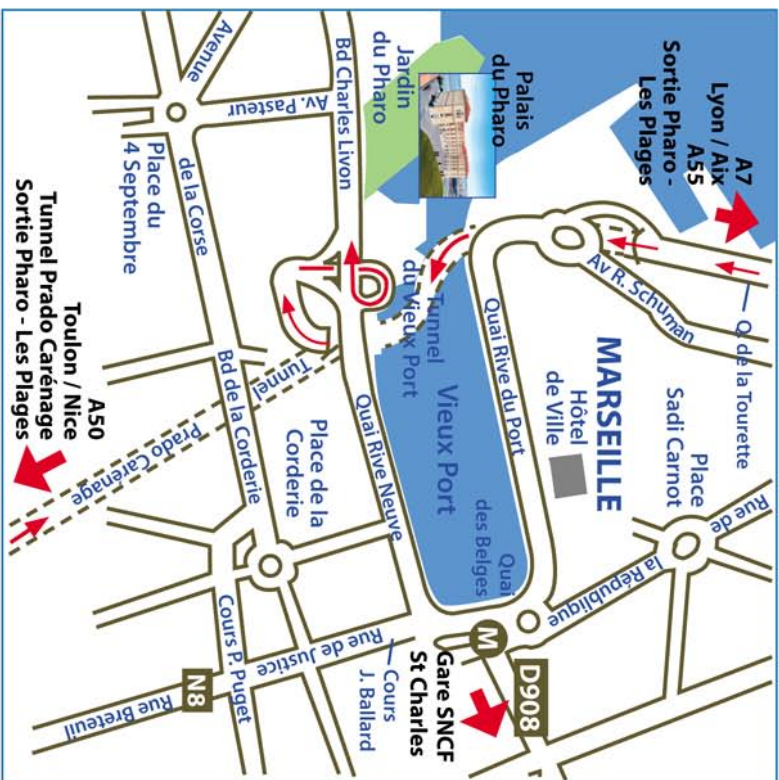 A7
Lyon / Aix
A55
Sortie Pharo -
Les Plages
Q. de la Tourette
Av R. Schuman
Place
Sadi Carnot
Rue de
la République
MARSEILLE
Hôtel
de Ville
Palais
du Pharo
Jardin
du Pharo
Bd Charles Livon
Avenue
Av. Pasteur
de la Corse
Place du
4 Septembre
Quai Rive du Port
Tunnel
du Vieux Port
Vieux Port
Quai
des Belges
Quai Rive Neuve
Place de la
Corderie
Bd de la Corderie
Tunnel
Prado Carénage
A50
Toulon / Nice
Tunnel Prado Carénage
Sortie Pharo - Les Plages
M
D908
Gare SNCF
St Charles
Cours
J. Ballard
Rue de Justice
Cours P. Puget
N8
Rue Breteuil